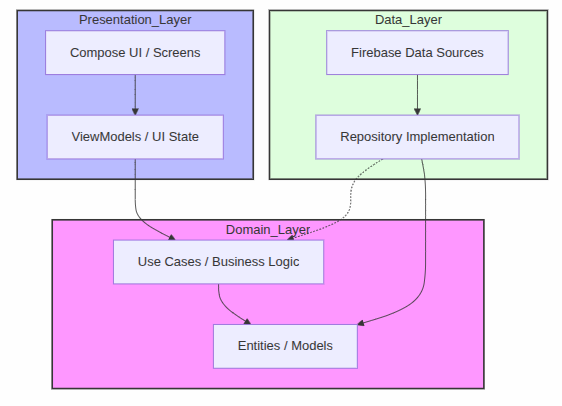 Presentation_Layer
Compose UI / Screens
ViewModels / UI State
Data_Layer
Firebase Data Sources
Repository Implementation
Domain_Layer
Use Cases / Business Logic
Entities / Models